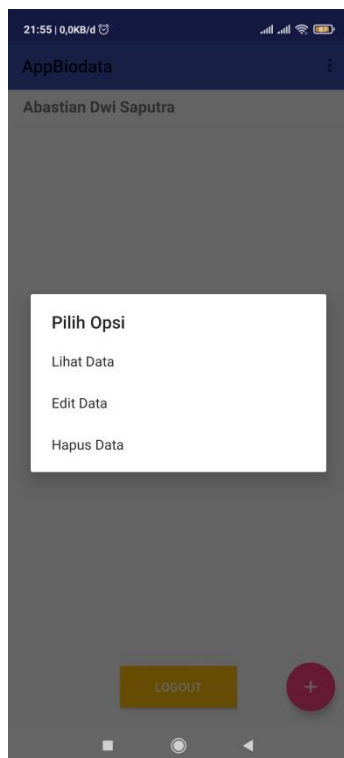 21:55 | 0,0KB/d
AppBiodata
Abastian Dwi Saputra
Pilih Opsi
Lihat Data
Edit Data
Hapus Data
LOGOUT
+